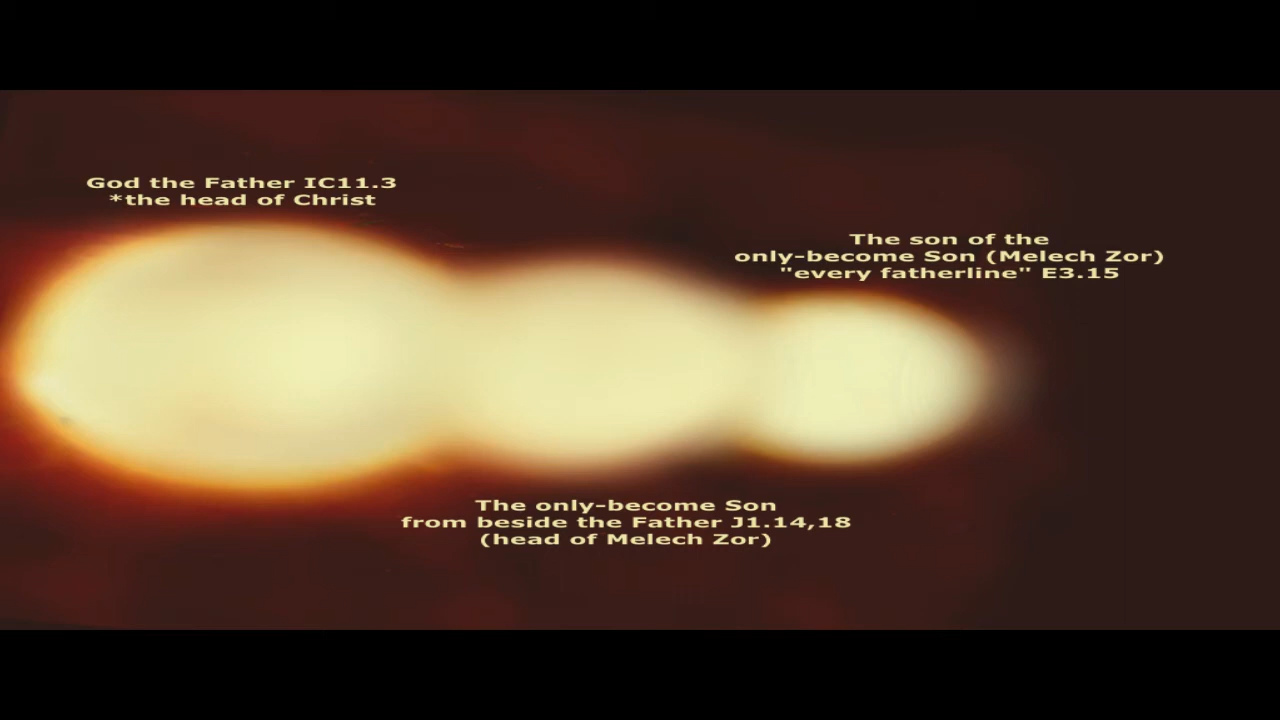 God the Father IC11.3
*the head of Christ
The son of the
only-become Son (Melech Zor)
"every fatherline" E3.15
The only-become Son
from beside the Father J1.14,18
(head of Melech Zor)